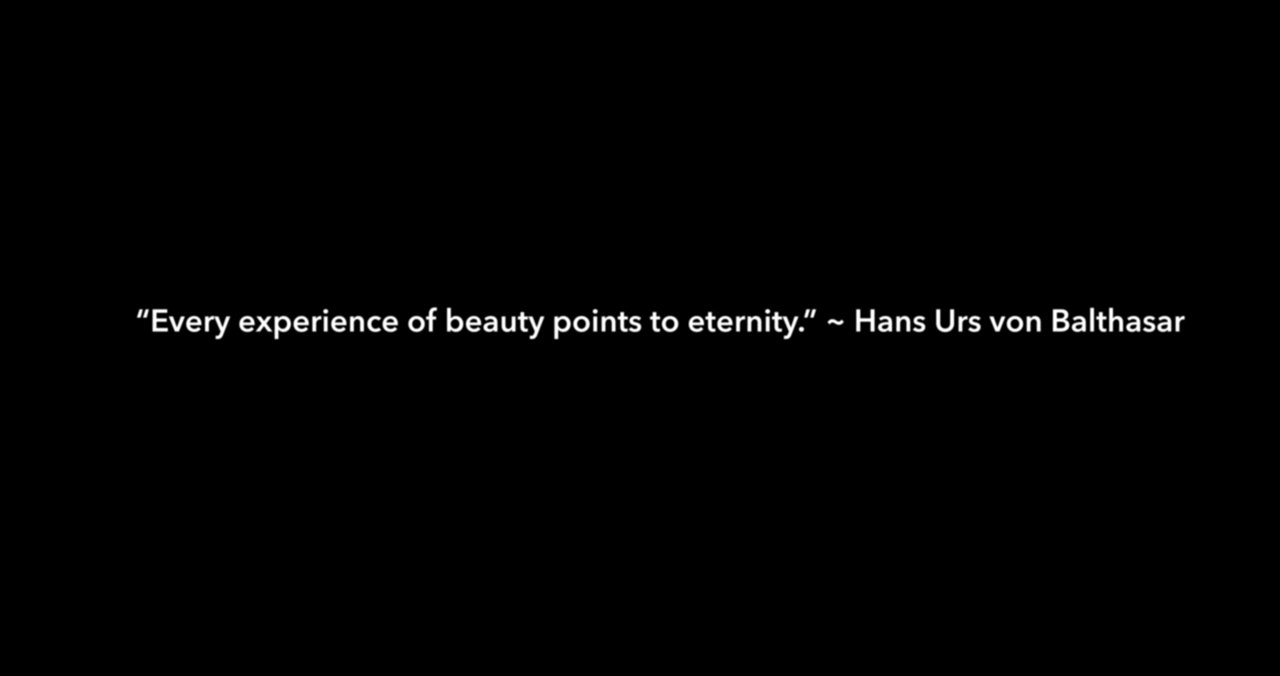 “Every experience of beauty points to eternity.” ~ Hans Urs von Balthasar